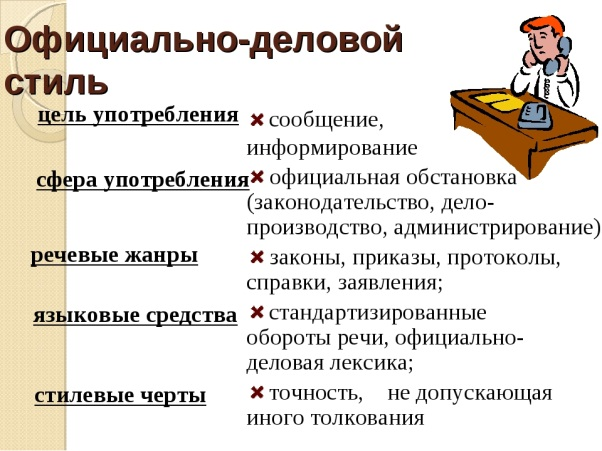 Официально-деловой
стиль
цель употребления
сообщение,
информирование
сфера употребления
официальная обстановка
(законодательство, дело-
производство, администрирование)
речевые жанры
законы, приказы, протоколы,
справки, заявления;
языковые средства
стандартизированные
обороты речи, официально-
деловая лексика;
стилевые черты
точность, не допускающая
иного толкования